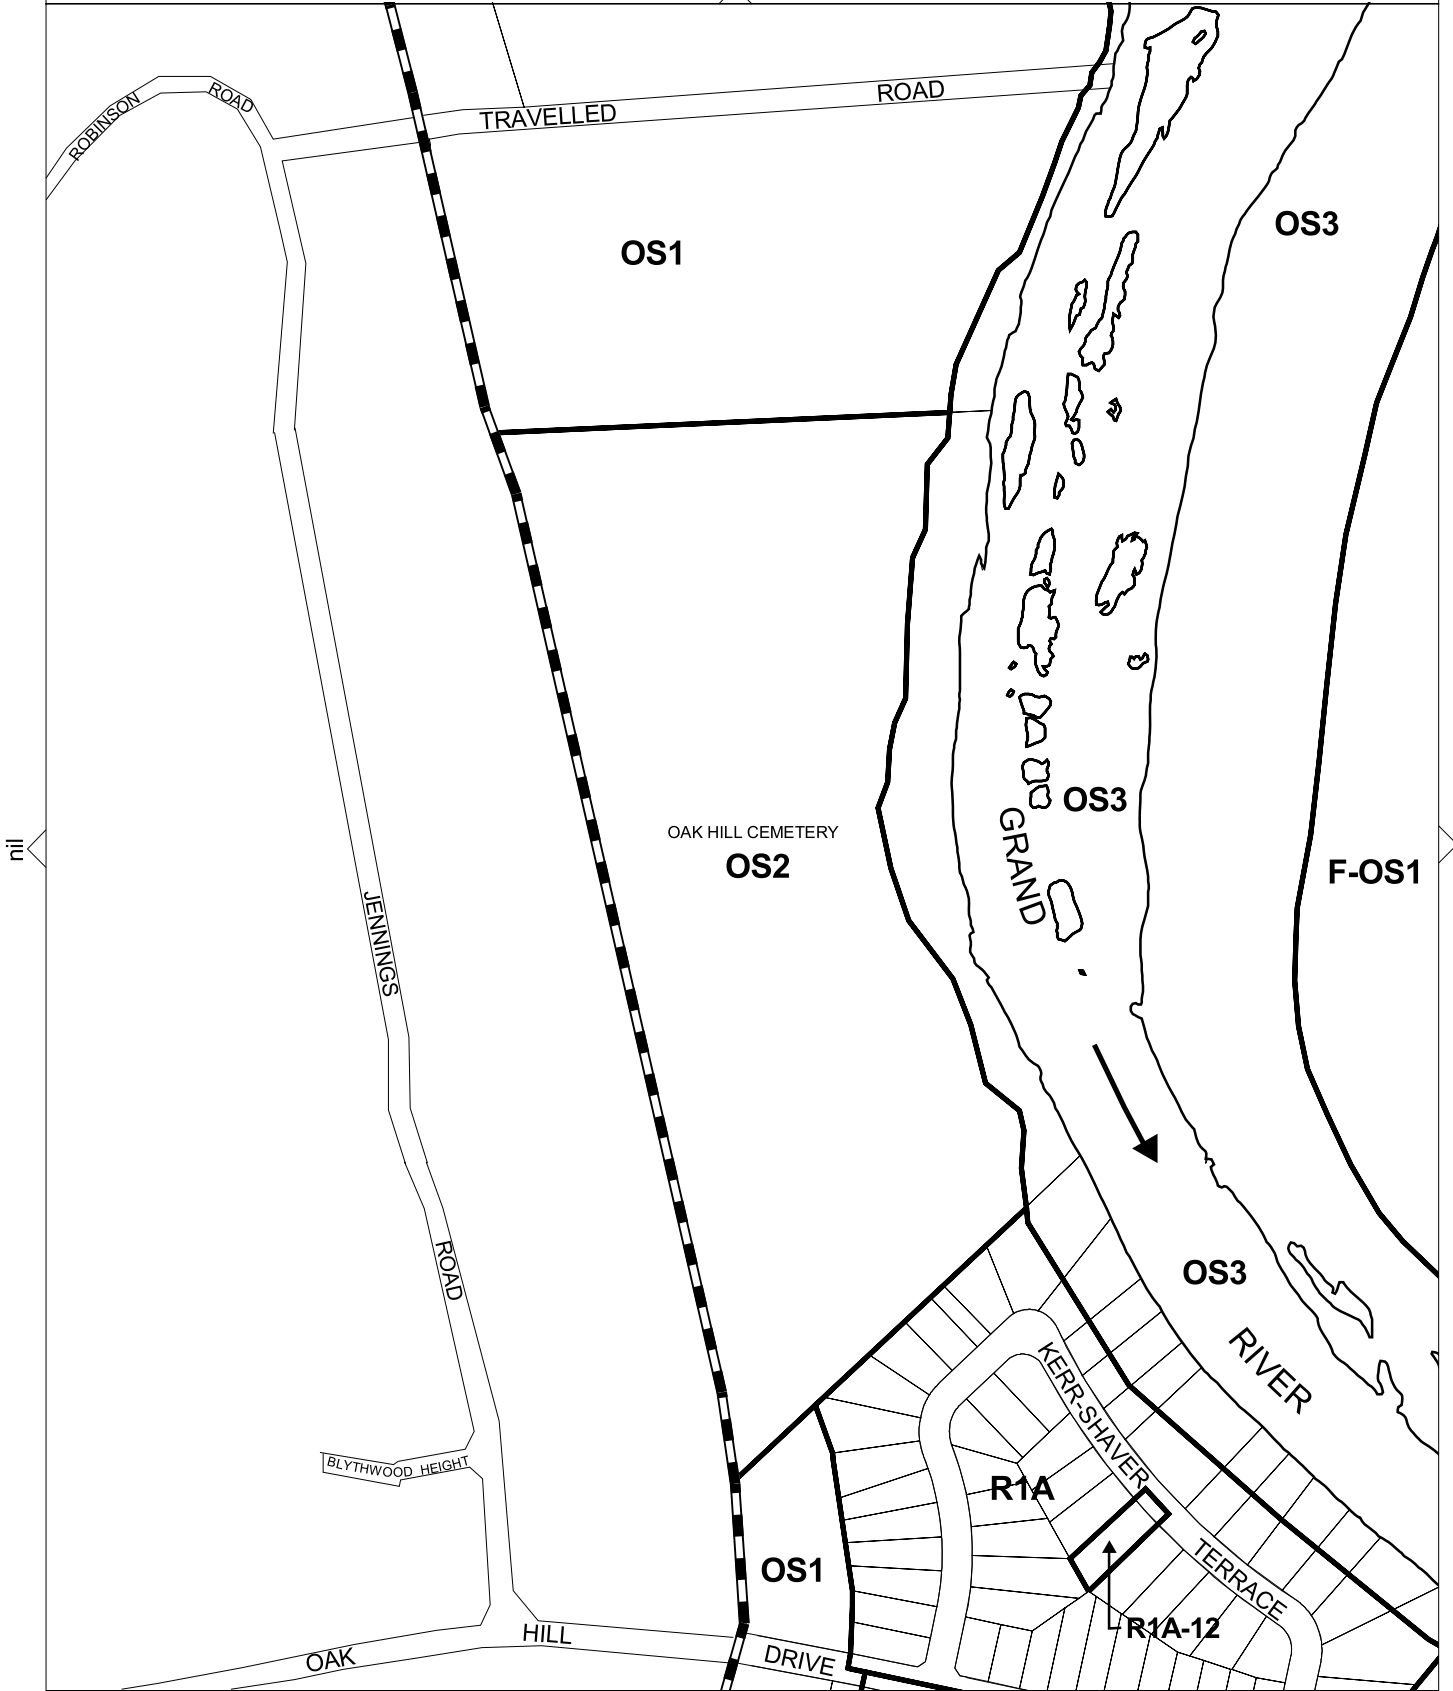 ROBINSON ROAD
TRAVELLED ROAD
OS1
OS3
OAK HILL CEMETERY
OS2
OS3
GRAND
nil
F-OS1
JENNINGS
ROAD
OS3
RIVER
KERR-SHAVER
TERRACE
BLYTHWOOD HEIGHT
R1A
OS1
R1A-12
OAK HILL DRIVE